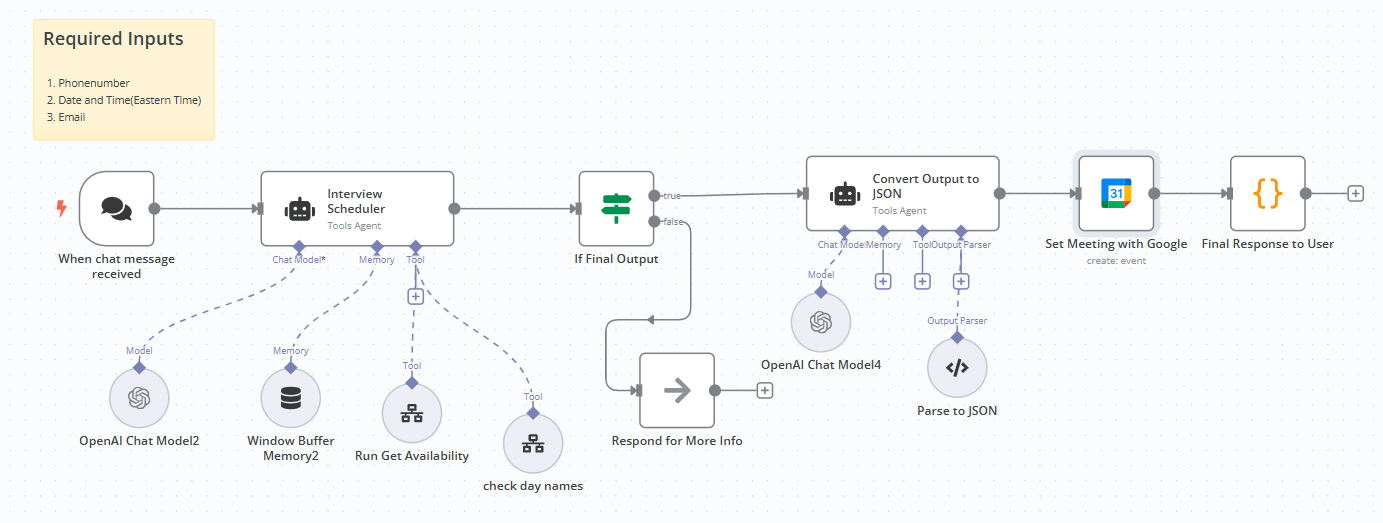 Required Inputs
1. Phonenumber
2. Date and Time(Eastern Time)
3. Email
When chat message
received
Interview
Scheduler
Tools Agent
Chat Model*
Memory
Tool
Model
OpenAI Chat Model2
Memory
Window Buffer
Memory2
Tool
Run Get Availability
Tool
check day names
If Final Output
true
false
Respond for More Info
Convert Output to
JSON
Tools Agent
Chat Model
Memory
Tool
Output Parser
Model
OpenAI Chat Model4
Output Parser
Parse to JSON
31
Set Meeting with Google
create: event
Final Response to User